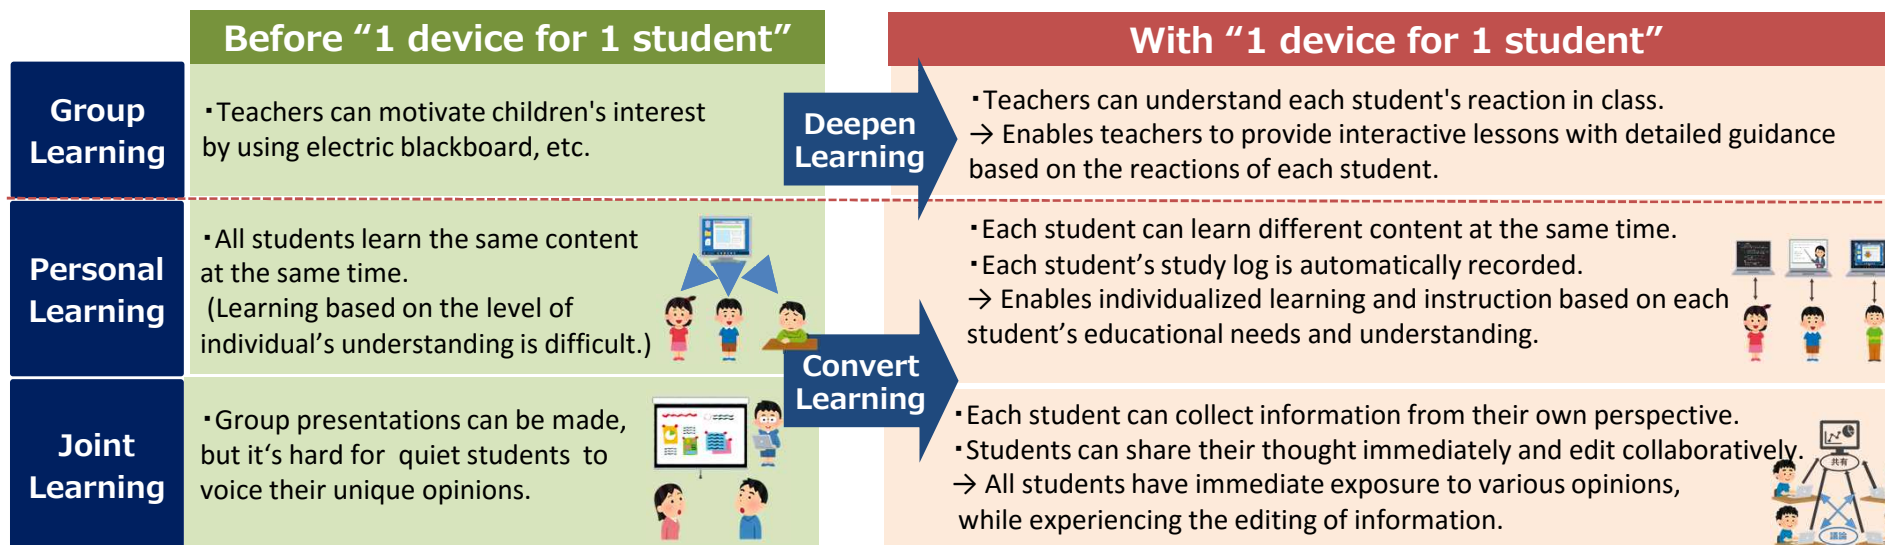 Before “1 device for 1 student”
With “1 device for 1 student”
Group
Learning
・Teachers can motivate children's interest
by using electric blackboard, etc.
Deepen
Learning
・Teachers can understand each student's reaction in class.
→ Enables teachers to provide interactive lessons with detailed guidance
based on the reactions of each student.
Personal
Learning
・All students learn the same content
at the same time.
(Learning based on the level of
individual’s understanding is difficult.)
・Each student can learn different content at the same time.
・Each student’s study log is automatically recorded.
→ Enables individualized learning and instruction based on each
student’s educational needs and understanding.
Convert
Learning
Joint
Learning
・Group presentations can be made,
but it‘s hard for quiet students to
voice their unique opinions.
・Each student can collect information from their own perspective.
・Students can share their thought immediately and edit collaboratively.
→ All students have immediate exposure to various opinions,
while experiencing the editing of information.
共有
議論